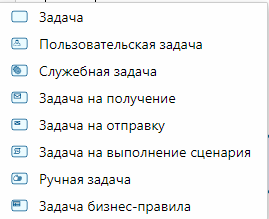 Задача
Пользовательская задача
Служебная задача
Задача на получение
Задача на отправку
Задача на выполнение сценария
Ручная задача
Задача бизнес-правила